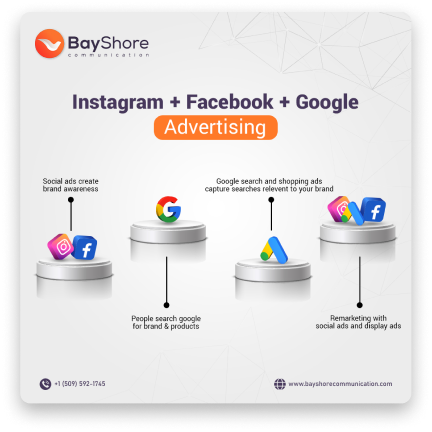 BayShore
communication
Instagram + Facebook + Google
Advertising
Social ads create
brand awareness
Google search and shopping ads
capture searches relevent to your brand
People search google
for brand & products
Remarketing with
social ads and display ads
+1 (509) 592-1745
www.bayshorecommunication.com